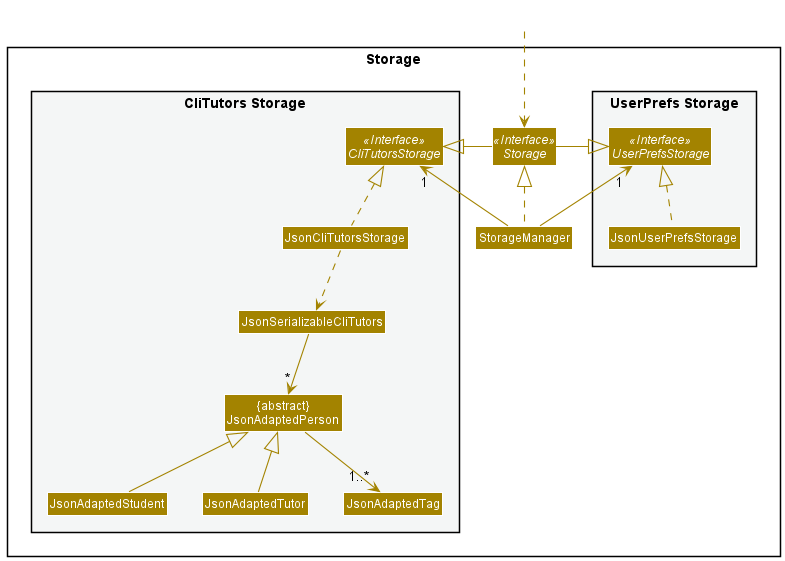 Storage
CliTutors Storage
UserPrefs Storage
«Interface»
CliTutorsStorage
«Interface»
Storage
«Interface»
UserPrefsStorage
1
1
JsonCliTutorsStorage
StorageManager
JsonUserPrefsStorage
JsonSerializableCliTutors
*
{abstract}
JsonAdaptedPerson
1..*
JsonAdaptedStudent
JsonAdaptedTutor
JsonAdaptedTag